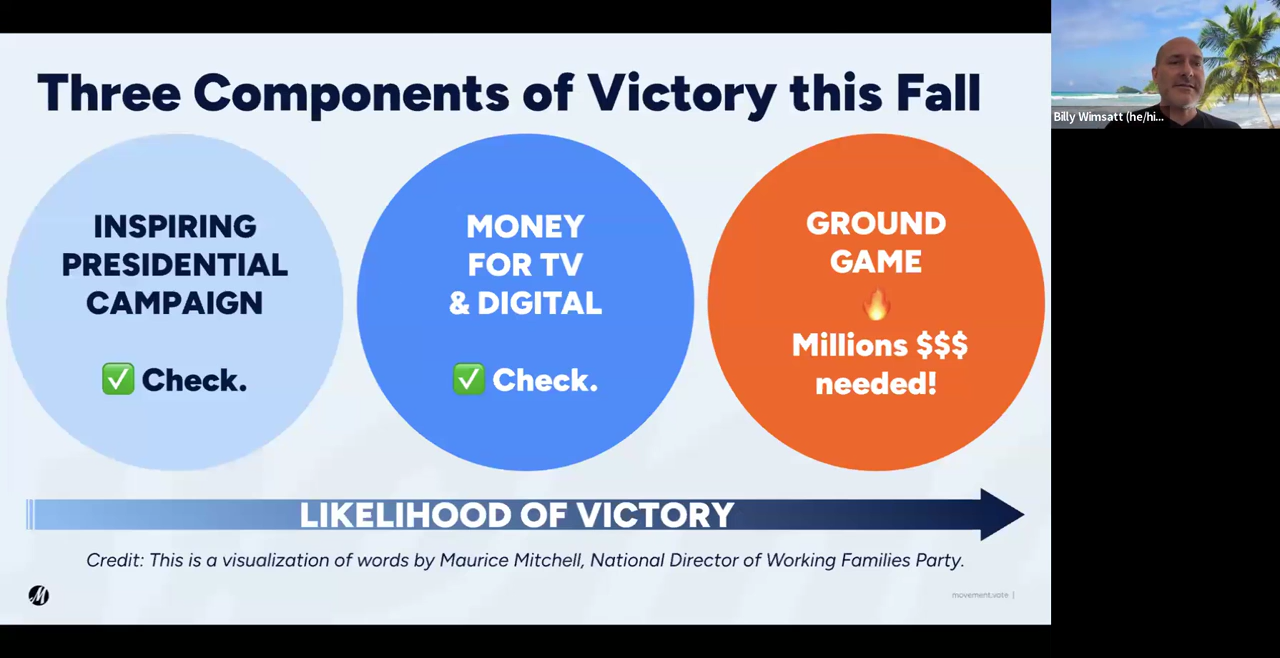 Three Components of Victory this Fall
INSPIRING
PRESIDENTIAL
CAMPAIGN
✅ Check.
MONEY
FOR TV
& DIGITAL
✅ Check.
GROUND
GAME
🔥
Millions $$$
needed!
LIKELIHOOD OF VICTORY
Credit: This is a visualization of words by Maurice Mitchell, National Director of Working Families Party.
M
movement.vote |
Billy Wimsatt (he/hi...